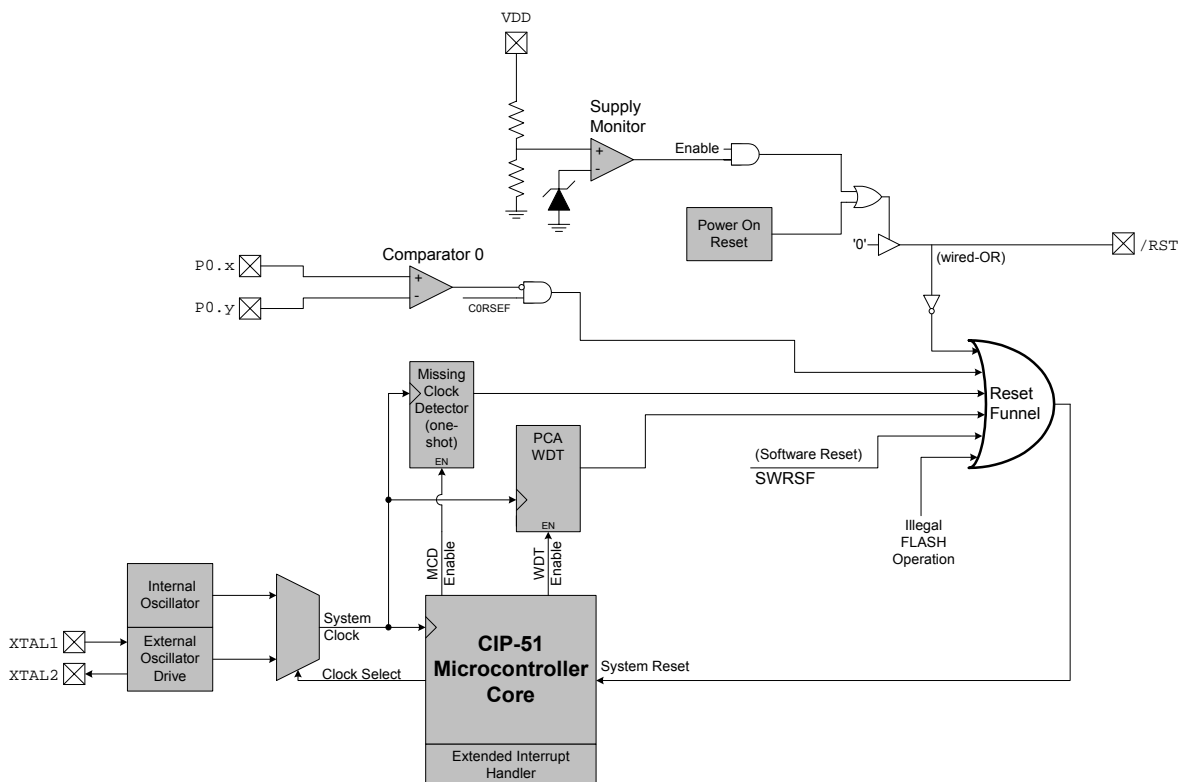 VDD
Supply
Monitor
+
-
Enable
Power On
Reset
'0'
/RST
(wired-OR)
P0.x
P0.y
Comparator 0
+
-
C0RSEF
Missing
Clock
Detector
(one-
shot)
EN
PCA
WDT
EN
(Software Reset)
SWRSF
Reset
Funnel
Illegal
FLASH
Operation
MCD
Enable
WDT
Enable
Internal
Oscillator
External
Oscillator
Drive
XTAL1
XTAL2
System
Clock
Clock Select
CIP-51
Microcontroller
Core
System Reset
Extended Interrupt
Handler